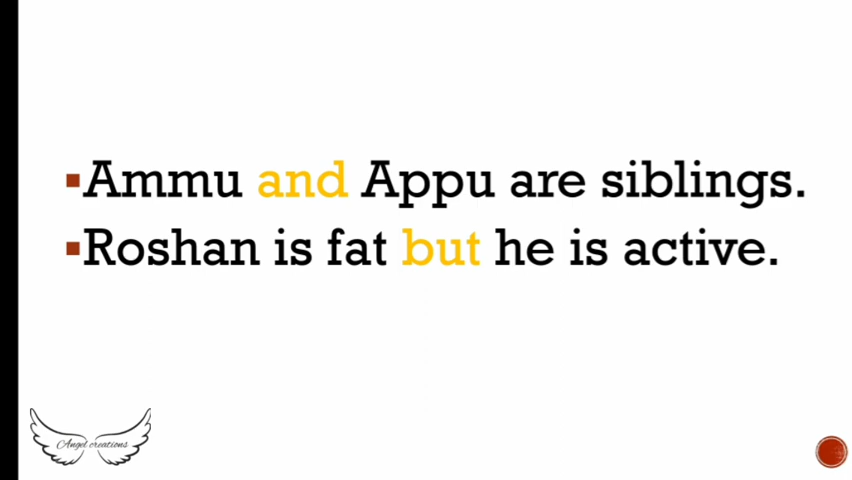 ▪Ammu and Appu are siblings.
▪Roshan is fat but he is active.
Angel creations